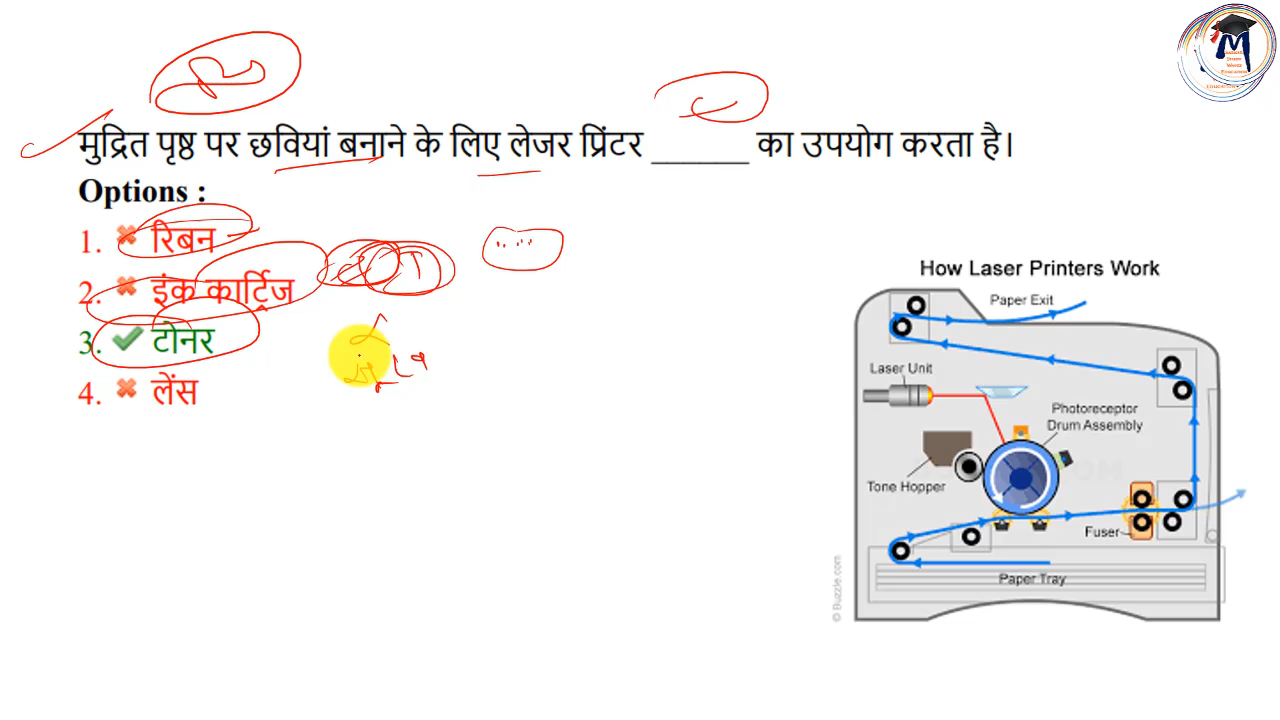 मुद्रित पृष्ठ पर छवियां बनाने के लिए लेजर प्रिंटर ______ का उपयोग करता है।
Options :
1. रिबन
2. इंक कार्ट्रिज
3. टोनर
4. लेंस
How Laser Printers Work
Paper Exit
Laser Unit
Photoreceptor
Drum Assembly
Tone Hopper
Fuser
Paper Tray
© Buzzle.com